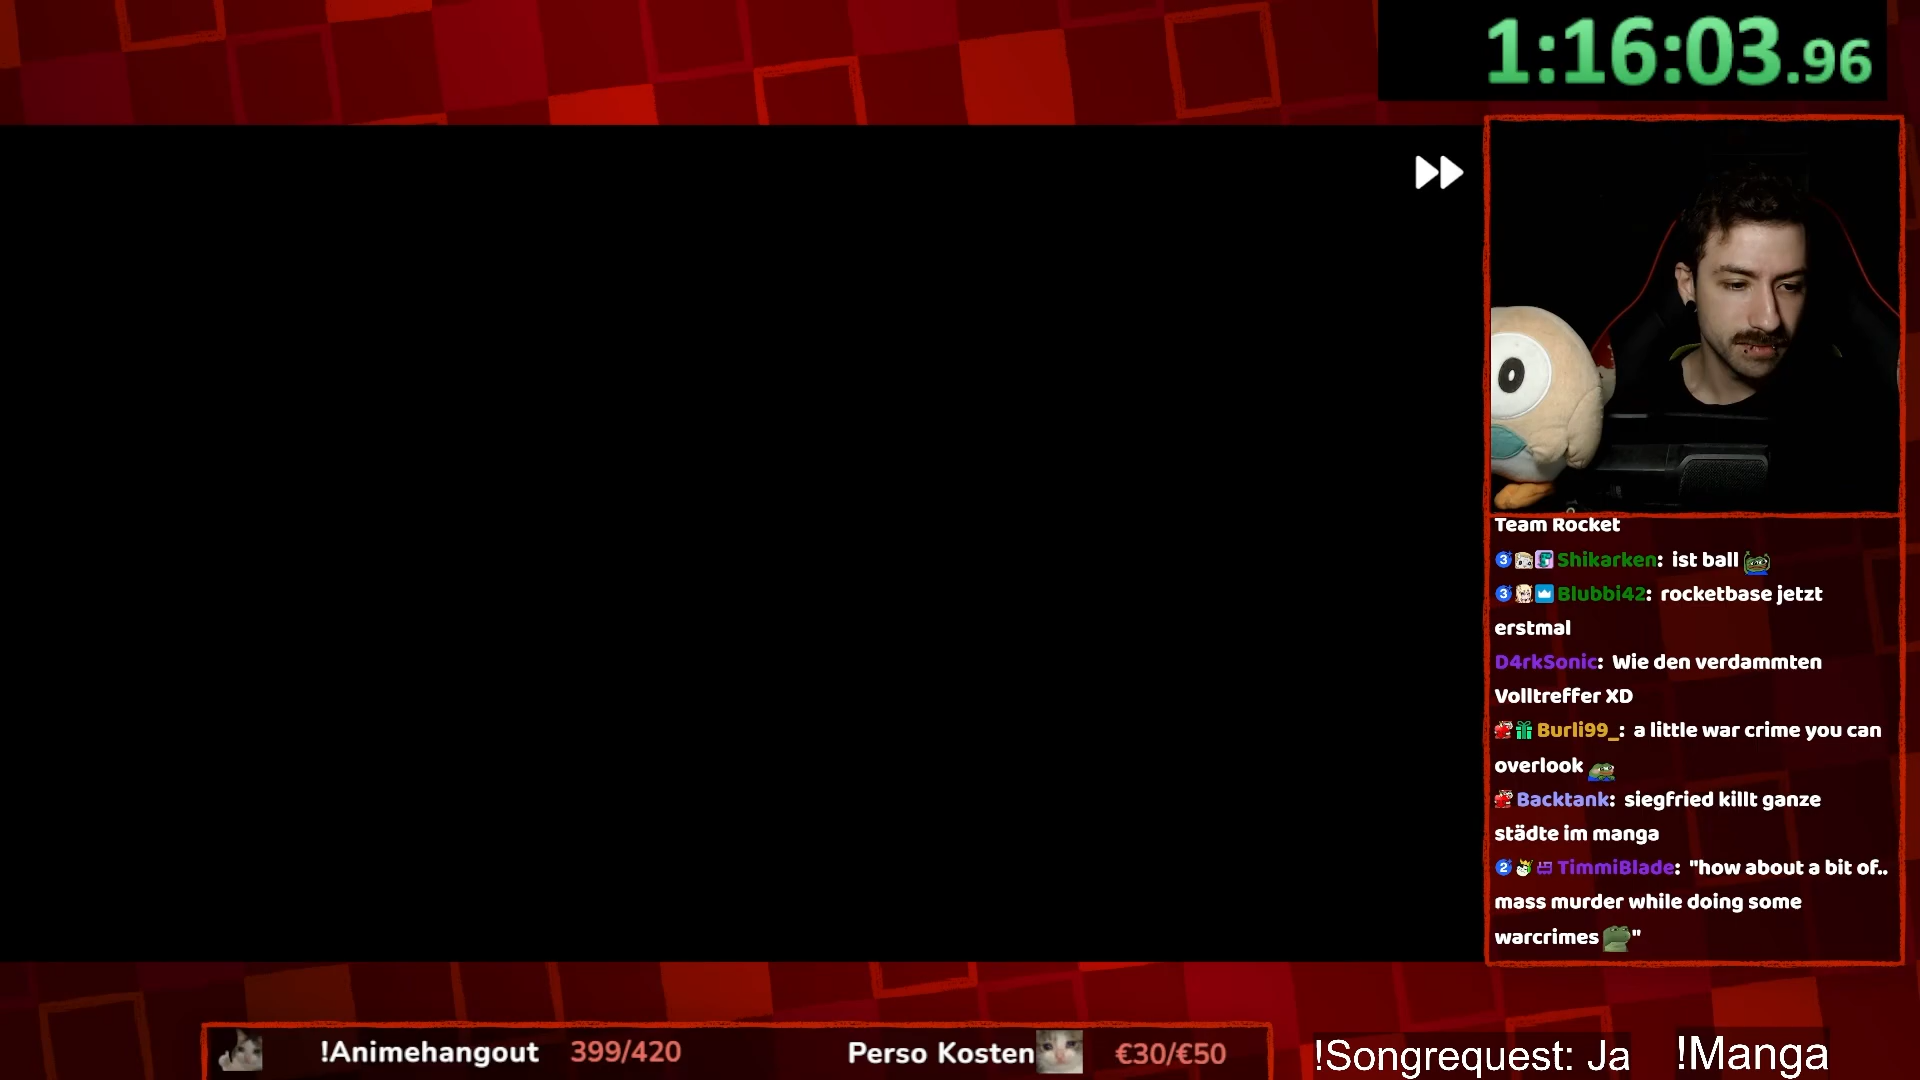 1:16:03.96
Team Rocket
Shikarken: ist ball
Blubbi42: rocketbase jetzt
erstmal
D4rkSonic: Wie den verdammten
Volltreffer XD
Burli99_: a little war crime you can
overlook
Backtank: siegfried killt ganze
städte im manga
TimmiBlade: "how about a bit of..
mass murder while doing some
warcrimes "
!Animehangout 399/420 Perso Kosten €30/€50 !Songrequest: Ja !Manga